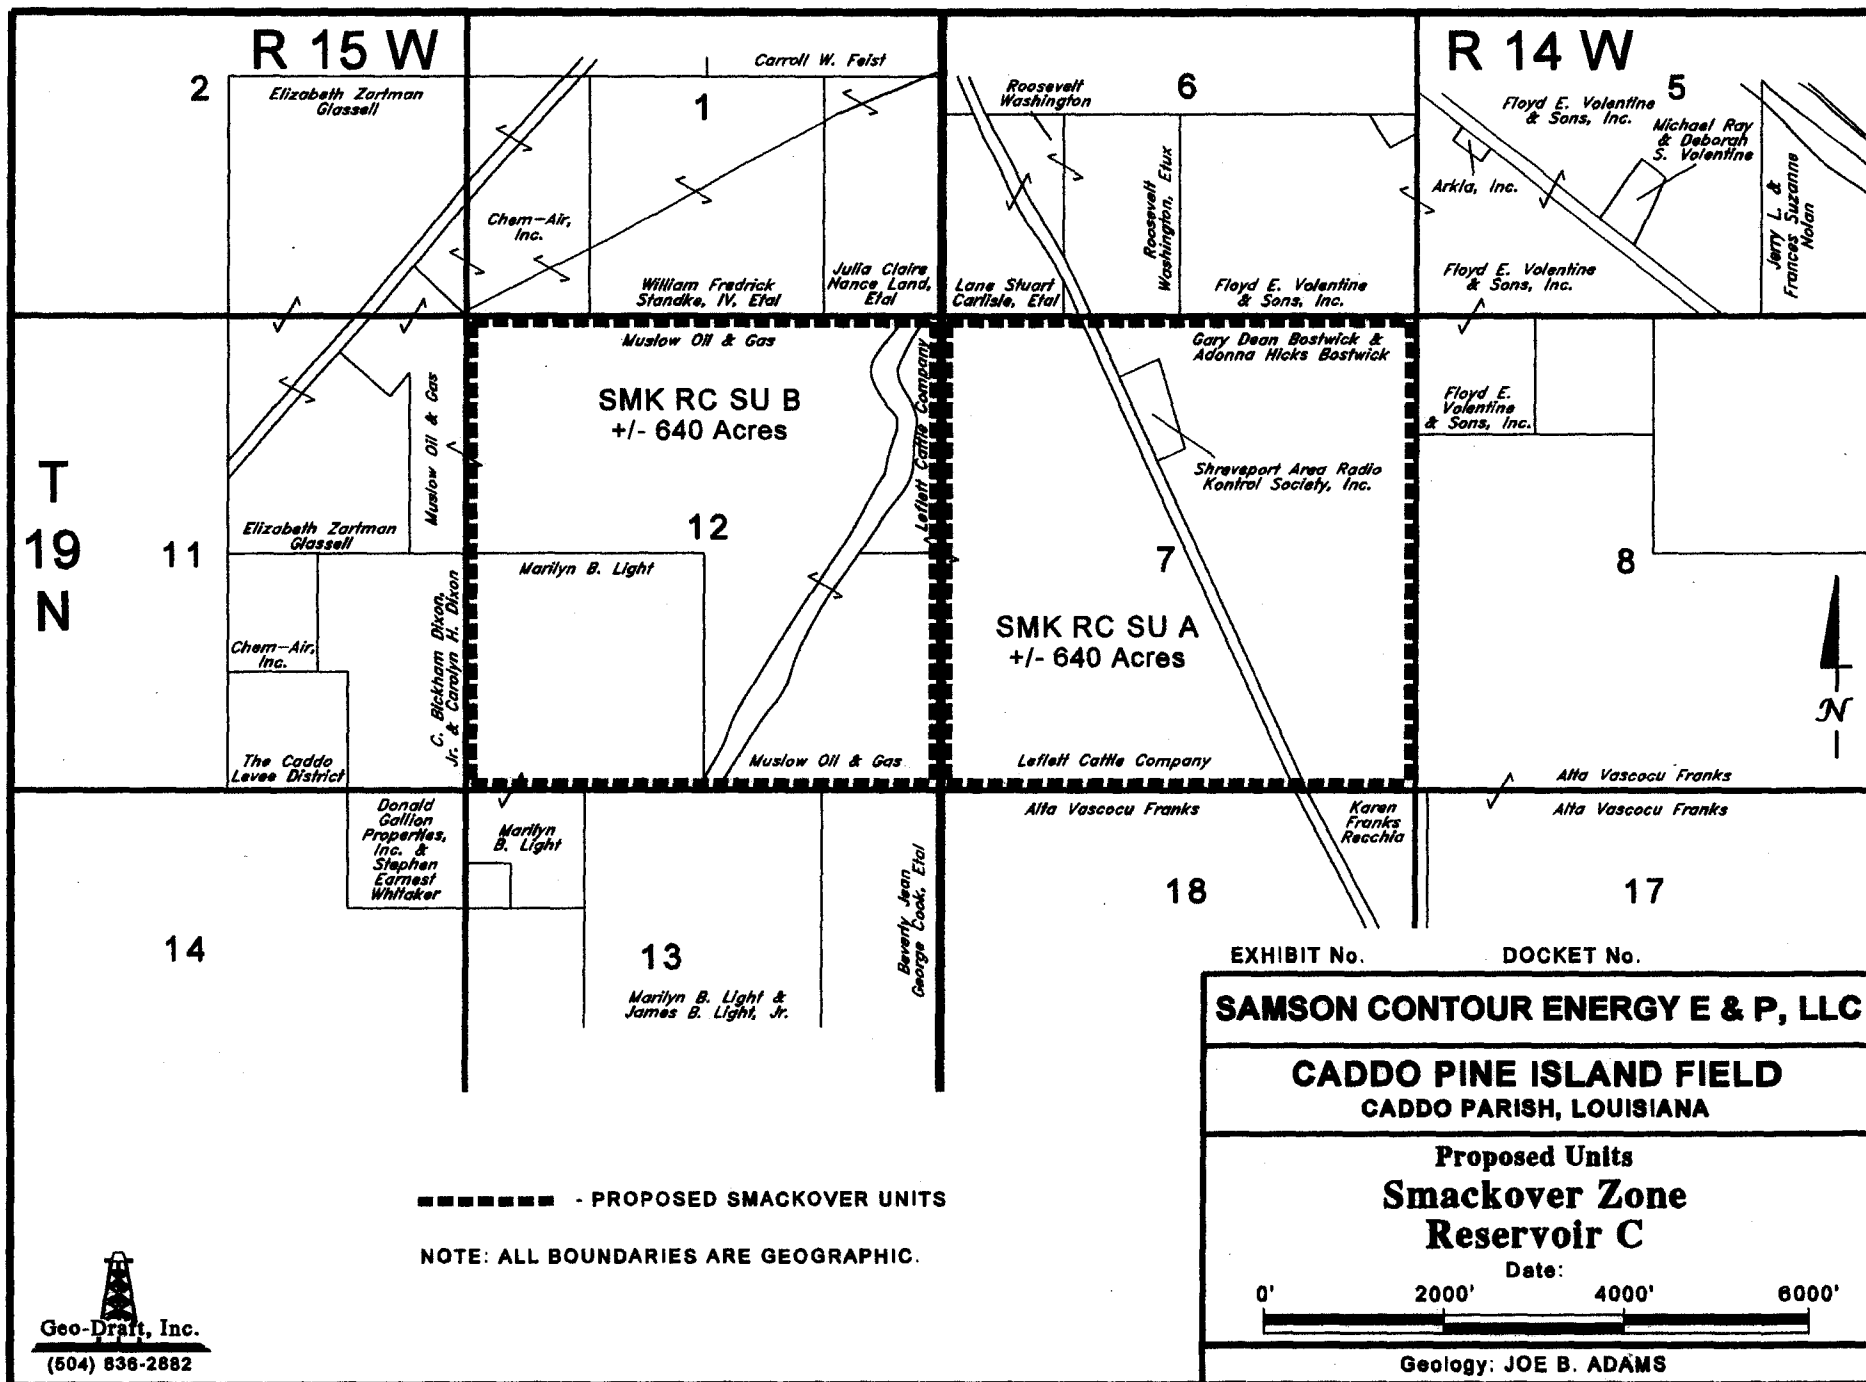 R 15 W
R 14 W
2
1
6
5
Carroll W. Feist
Elizabeth Zartman
Glassell
Roosevelt
Washington
Floyd E. Volentine
& Sons, Inc.
Michael Ray
& Deborah
S. Volentine
Arkla, Inc.
Chem-Air,
Inc.
Roosevelt
Washington, Etux
Jerry L. &
Frances Suzanne
Nolan
William Fredrick
Standke, IV, Etal
Julia Claire
Nance Land,
Etal
Lane Stuart
Carlisle, Etal
Floyd E. Volentine
& Sons, Inc.
Floyd E. Volentine
& Sons, Inc.
Muslow Oil & Gas
Gary Dean Bostwick &
Adonna Hicks Bostwick
SMK RC SU B
+/- 640 Acres
Leflett Cattle Company
Muslow Oil & Gas
Floyd E.
Volentine
& Sons, Inc.
Shreveport Area Radio
Kontrol Society, Inc.
T
19
N
Elizabeth Zartman
Glassell
11
12
7
8
Marilyn B. Light
C. Bickham Dixon,
Jr. & Carolyn H. Dixon
SMK RC SU A
+/- 640 Acres
Chem-Air,
Inc.
N
The Caddo
Levee District
Muslow Oil & Gas
Leflett Cattle Company
Alta Vascocu Franks
Donald
Gallion
Properties,
Inc. &
Stephen
Earnest
Whitaker
Marilyn
B. Light
Alta Vascocu Franks
Karen
Franks
Recchia
Alta Vascocu Franks
Beverly Jean
George Cook, Etal
14
13
18
17
Marilyn B. Light &
James B. Light, Jr.
EXHIBIT No.
DOCKET No.
SAMSON CONTOUR ENERGY E & P, LLC
CADDO PINE ISLAND FIELD
CADDO PARISH, LOUISIANA
Proposed Units
Smackover Zone
Reservoir C
Date:
0' 2000' 4000' 6000'
Geology: JOE B. ADAMS
- PROPOSED SMACKOVER UNITS
NOTE: ALL BOUNDARIES ARE GEOGRAPHIC.
Geo-Draft, Inc.
(504) 836-2882